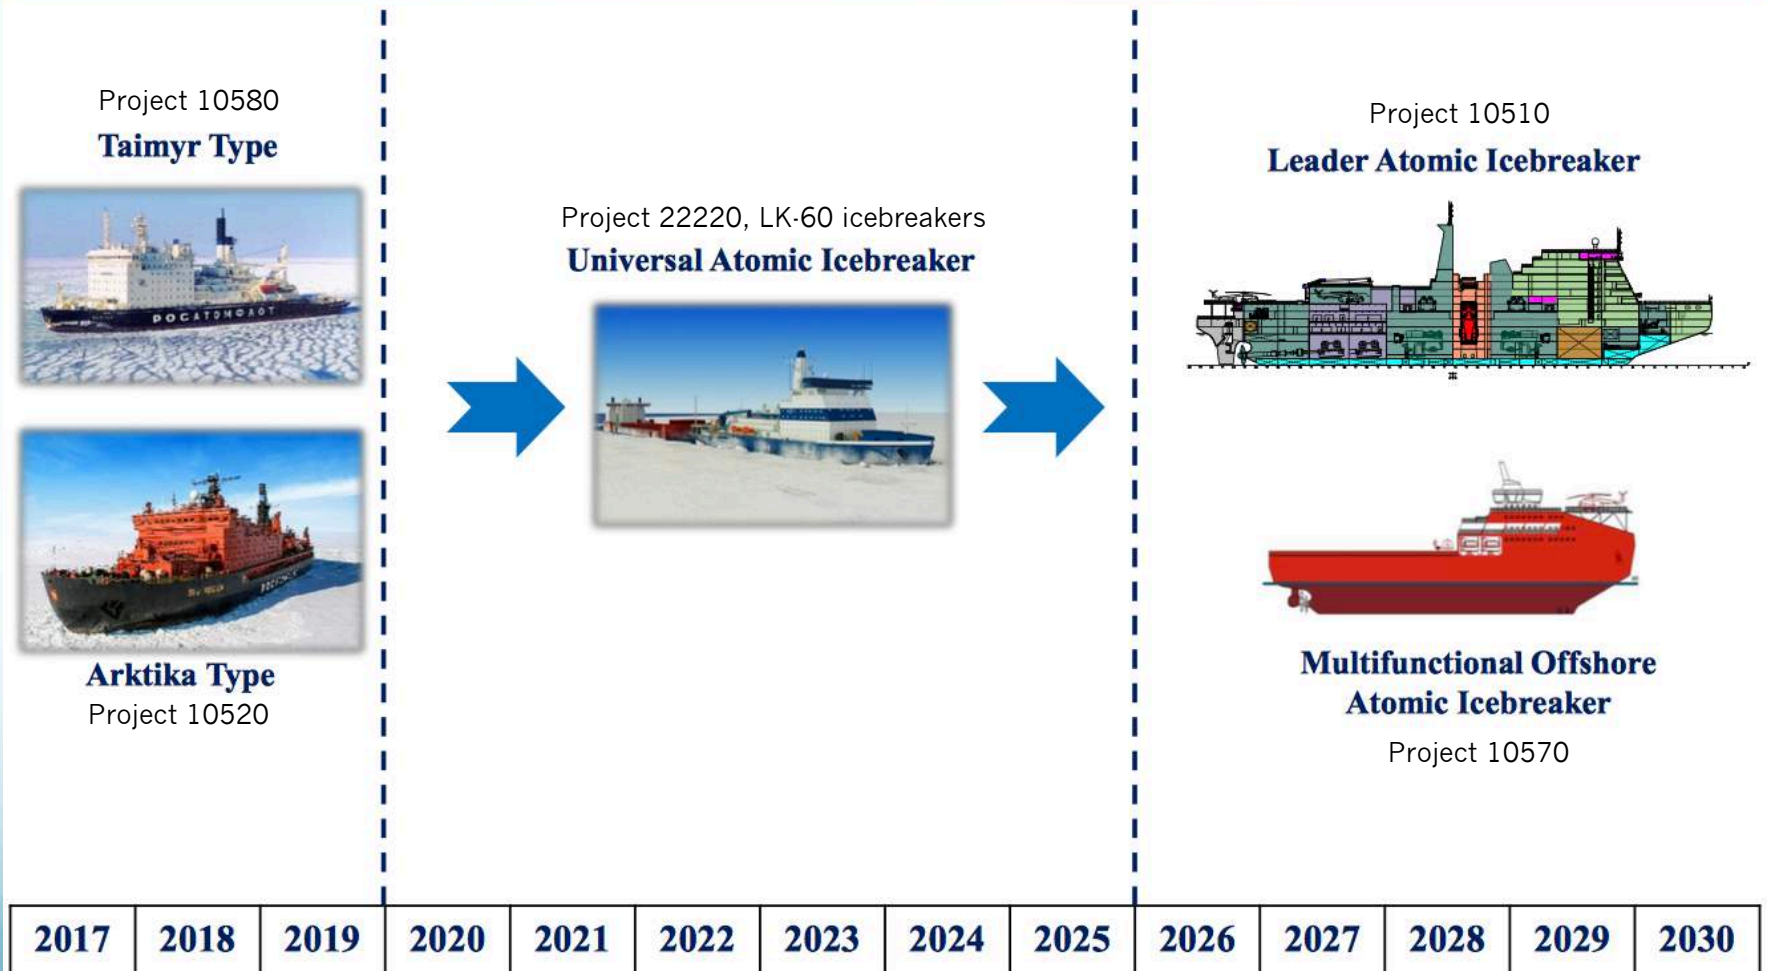 Project 10580
Taimyr Type
РОСАТОМФЛОТ
Arktika Type
Project 10520
Project 22220, LK-60 icebreakers
Universal Atomic Icebreaker
Project 10510
Leader Atomic Icebreaker
Multifunctional Offshore
Atomic Icebreaker
Project 10570
2017 2018 2019 2020 2021 2022 2023 2024 2025 2026 2027 2028 2029 2030